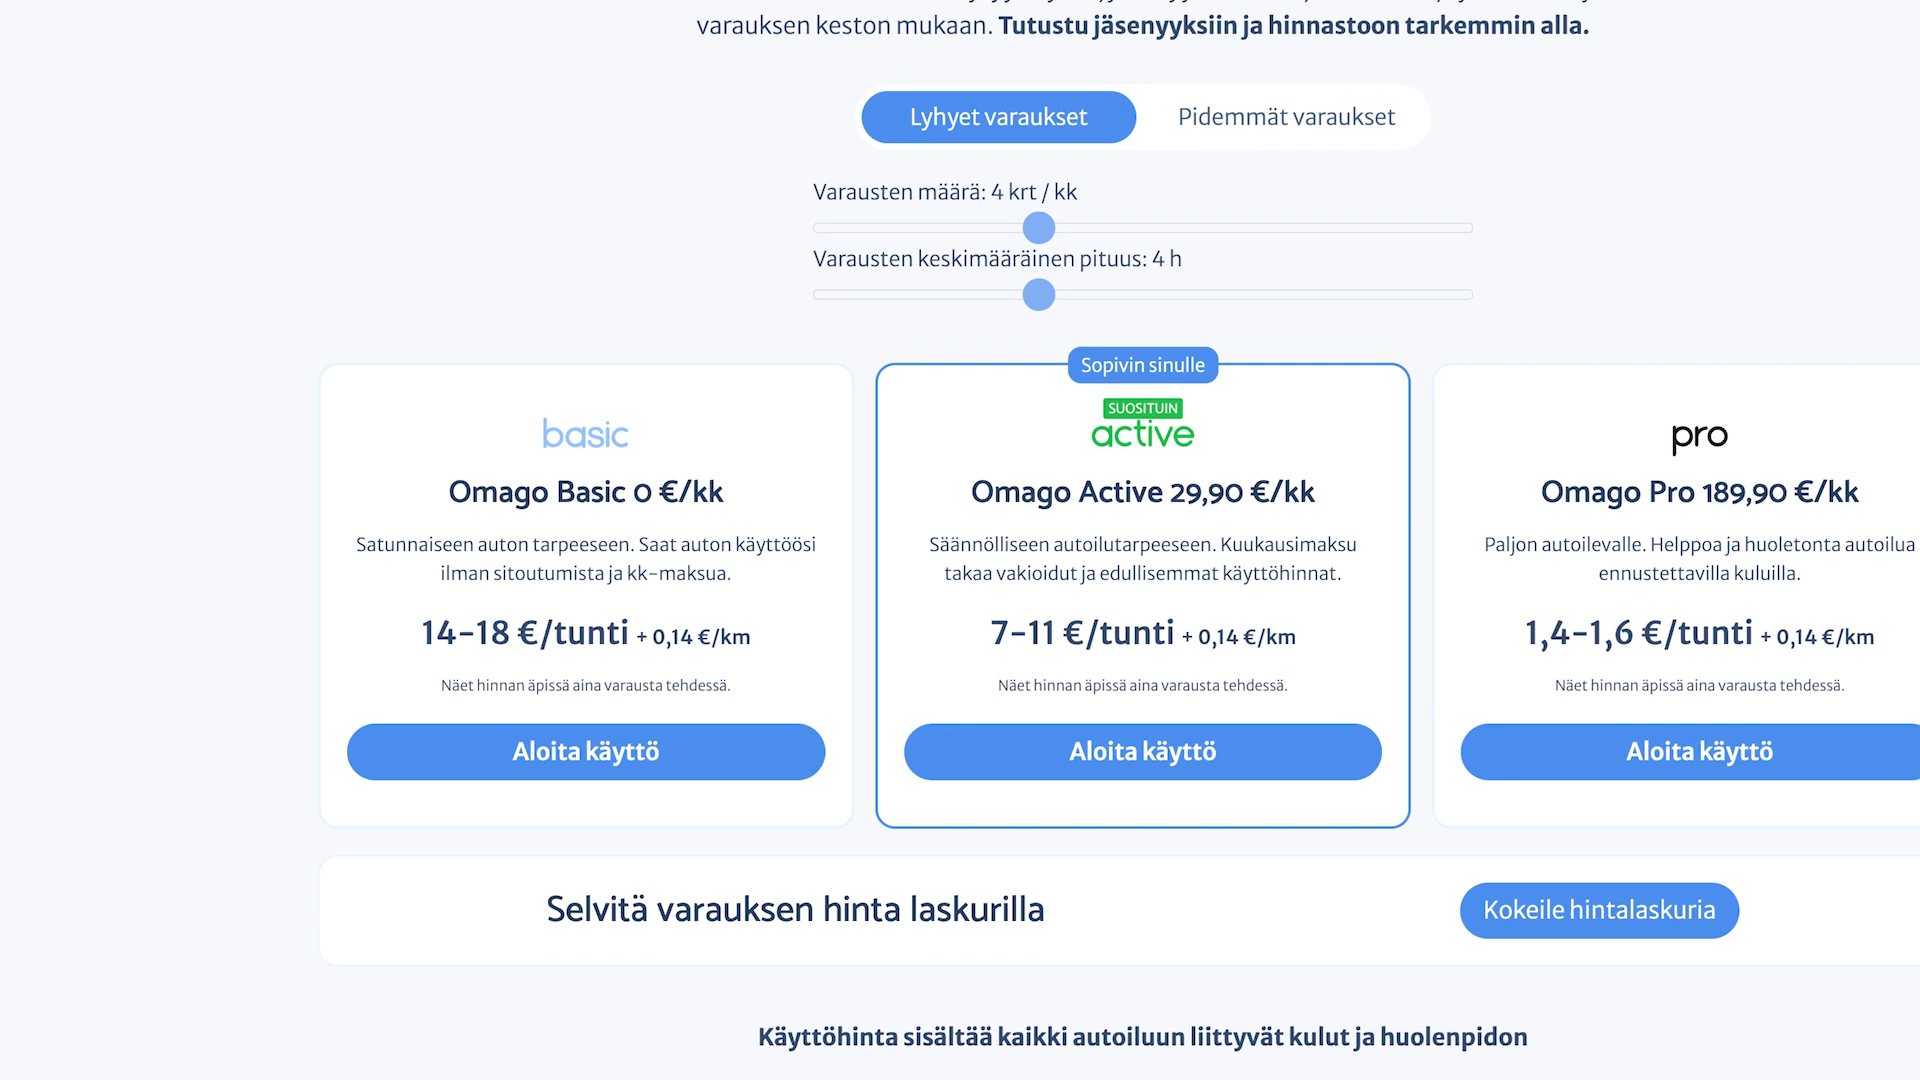 varauksen keston mukaan. Tutustu jäsenyyksiin ja hinnastoon tarkemmin alla.
Lyhyet varaukset
Pidemmät varaukset
Varausten määrä: 4 krt / kk
Varausten keskimääräinen pituus: 4 h
basic
Omago Basic 0 €/kk
Satunnaiseen auton tarpeeseen. Saat auton käyttöösi
ilman sitoutumista ja kk-maksua.
14-18 €/tunti + 0,14 €/km
Näet hinnan äpissä aina varausta tehdessä.
Aloita käyttö
Sopivin sinulle
SUOSITUIN
active
Omago Active 29,90 €/kk
Säännölliseen autoilutarpeeseen. Kuukausimaksu
takaa vakioidut ja edullisemmat käyttöhinnat.
7-11 €/tunti + 0,14 €/km
Näet hinnan äpissä aina varausta tehdessä.
Aloita käyttö
pro
Omago Pro 189,90 €/kk
Paljon autoilevalle. Helppoa ja huoletonta autoilua
ennustettavilla kuluilla.
1,4-1,6 €/tunti + 0,14 €/km
Näet hinnan äpissä aina varausta tehdessä.
Aloita käyttö
Selvitä varauksen hinta laskurilla
Kokeile hintalaskuria
Käyttöhinta sisältää kaikki autoiluun liittyvät kulut ja huolenpidon